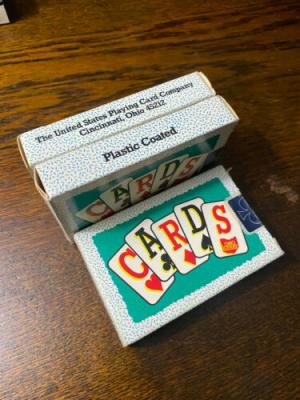 The United States Playing Card Company
Cincinnati, Ohio 45212
Plastic Coated
CARDS
CARDS